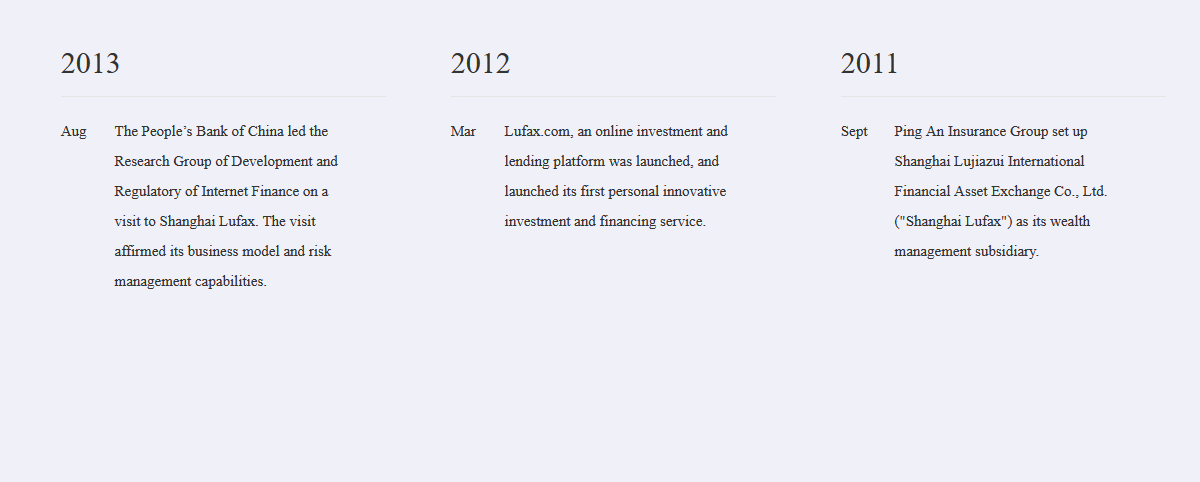 2013
Aug
The People’s Bank of China led the
Research Group of Development and
Regulatory of Internet Finance on a
visit to Shanghai Lufax. The visit
affirmed its business model and risk
management capabilities.
2012
Mar
Lufax.com, an online investment and
lending platform was launched, and
launched its first personal innovative
investment and financing service.
2011
Sept
Ping An Insurance Group set up
Shanghai Lujiazui International
Financial Asset Exchange Co., Ltd.
("Shanghai Lufax") as its wealth
management subsidiary.